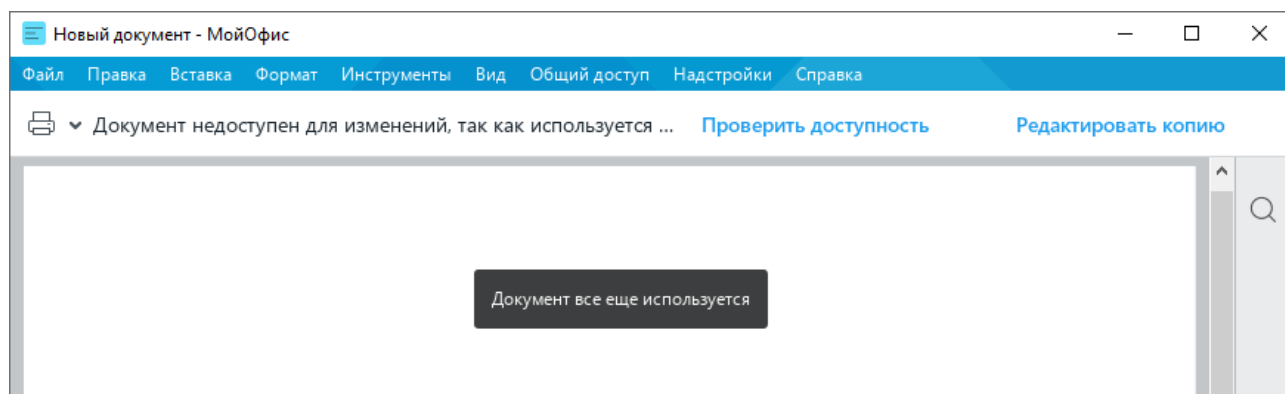 Новый документ - МойОфис
Файл Правка Вставка Формат Инструменты Вид Общий доступ Надстройки Справка
Документ недоступен для изменений, так как используется ... Проверить доступность Редактировать копию
Документ все еще используется